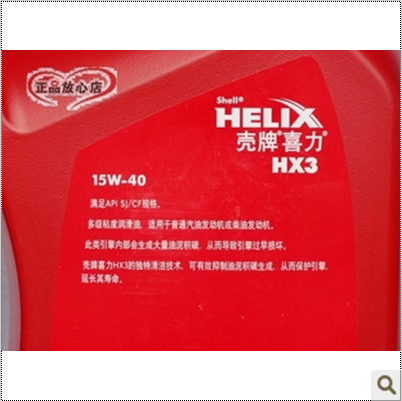 正品放心店
Shell®
HELIX
壳牌®喜力®
HX3
15W-40
满足API SJ/CF规格。
多级粘度润滑油，适用于普通汽油发动机或柴油发动机。
此类引擎内部会生成大量油泥积碳，从而导致引擎过早损坏。
壳牌喜力HX3的独特清洁技术，可有效抑制油泥积碳生成，从而保护引擎，
延长其寿命。